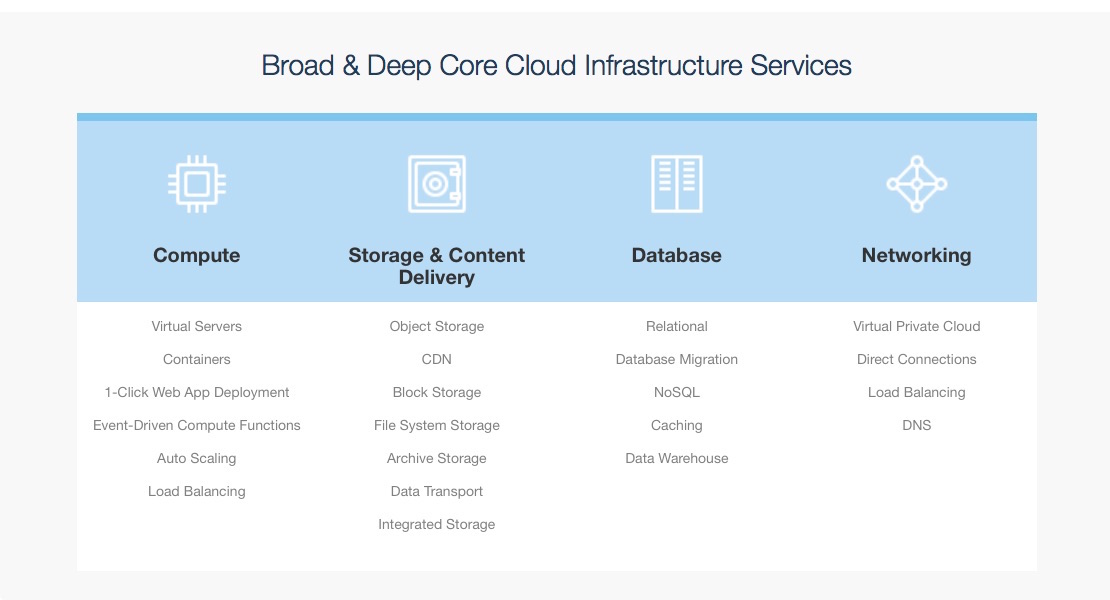 Broad & Deep Core Cloud Infrastructure Services
Compute
Virtual Servers
Containers
1-Click Web App Deployment
Event-Driven Compute Functions
Auto Scaling
Load Balancing
Storage & Content
Delivery
Object Storage
CDN
Block Storage
File System Storage
Archive Storage
Data Transport
Integrated Storage
Database
Relational
Database Migration
NoSQL
Caching
Data Warehouse
Networking
Virtual Private Cloud
Direct Connections
Load Balancing
DNS